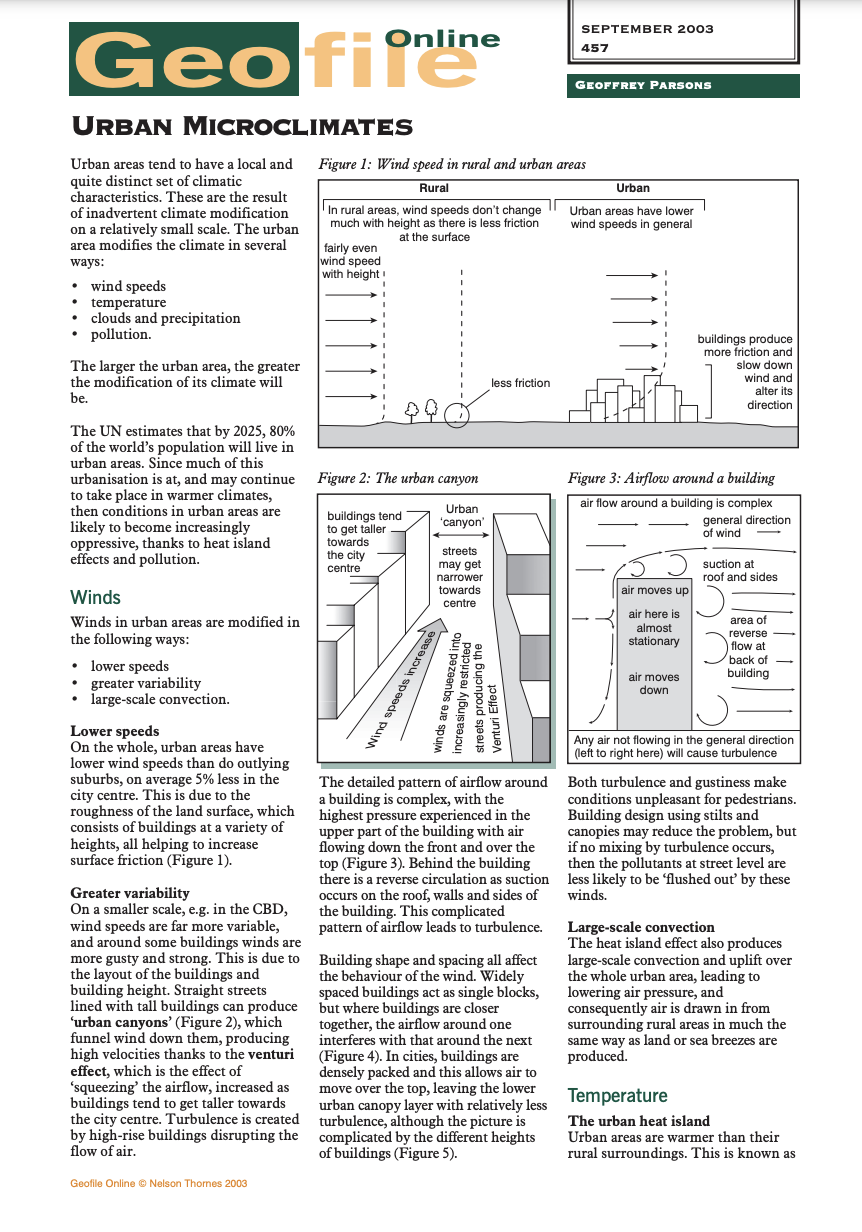 Geofile
Online
SEPTEMBER 2003
457
GEOFFREY PARSONS
URBAN MICROCLIMATES
Urban areas tend to have a local and
quite distinct set of climatic
characteristics. These are the result
of inadvertent climate modification
on a relatively small scale. The urban
area modifies the climate in several
ways:
• wind speeds
• temperature
• clouds and precipitation
• pollution.
The larger the urban area, the greater
the modification of its climate will
be.
The UN estimates that by 2025, 80%
of the world's population will live in
urban areas. Since much of this
urbanisation is at, and may continue
to take place in warmer climates,
then conditions in urban areas are
likely to become increasingly
oppressive, thanks to heat island
effects and pollution.
Winds
Winds in urban areas are modified in
the following ways:
• lower speeds
• greater variability
• large-scale convection.
Lower speeds
On the whole, urban areas have
lower wind speeds than do outlying
suburbs, on average 5% less in the
city centre. This is due to the
roughness of the land surface, which
consists of buildings at a variety of
heights, all helping to increase
surface friction (Figure 1).
Greater variability
On a smaller scale, e.g. in the CBD,
wind speeds are far more variable,
and around some buildings winds are
more gusty and strong. This is due to
the layout of the buildings and
building height. Straight streets
lined with tall buildings can produce
'urban canyons' (Figure 2), which
funnel wind down them, producing
high velocities thanks to the venturi
effect, which is the effect of
'squeezing' the airflow, increased as
buildings tend to get taller towards
the city centre. Turbulence is created
by high-rise buildings disrupting the
flow of air.
Figure 1: Wind speed in rural and urban areas
Rural
Urban
In rural areas, wind speeds don't change
much with height as there is less friction
at the surface
Urban areas have lower
wind speeds in general
fairly even
wind speed
with height
less friction
buildings produce
more friction and
slow down
wind and
alter its
direction
Figure 2: The urban canyon
buildings tend
to get taller
towards
the city
centre
Urban
'canyon'
streets
may get
narrower
towards
centre
Wind speeds increase
winds are squeezed into
increasingly restricted
streets producing the
Venturi Effect
Figure 3: Airflow around a building
air flow around a building is complex
general direction
of wind
suction at
roof and sides
air moves up
air here is
almost
stationary
air moves
down
area of
reverse
flow at
back of
building
Any air not flowing in the general direction
(left to right here) will cause turbulence
The detailed pattern of airflow around
a building is complex, with the
highest pressure experienced in the
upper part of the building with air
flowing down the front and over the
top (Figure 3). Behind the building
there is a reverse circulation as suction
occurs on the roof, walls and sides of
the building. This complicated
pattern of airflow leads to turbulence.
Building shape and spacing all affect
the behaviour of the wind. Widely
spaced buildings act as single blocks,
but where buildings are closer
together, the airflow around one
interferes with that around the next
(Figure 4). In cities, buildings are
densely packed and this allows air to
move over the top, leaving the lower
urban canopy layer with relatively less
turbulence, although the picture is
complicated by the different heights
of buildings (Figure 5).
Both turbulence and gustiness make
conditions unpleasant for pedestrians.
Building design using stilts and
canopies may reduce the problem, but
if no mixing by turbulence occurs,
then the pollutants at street level are
less likely to be 'flushed out' by these
winds.
Large-scale convection
The heat island effect also produces
large-scale convection and uplift over
the whole urban area, leading to
lowering air pressure, and
consequently air is drawn in from
surrounding rural areas in much the
same way as land or sea breezes are
produced.
Temperature
The urban heat island
Urban areas are warmer than their
rural surroundings. This is known as
Geofile Online © Nelson Thornes 2003